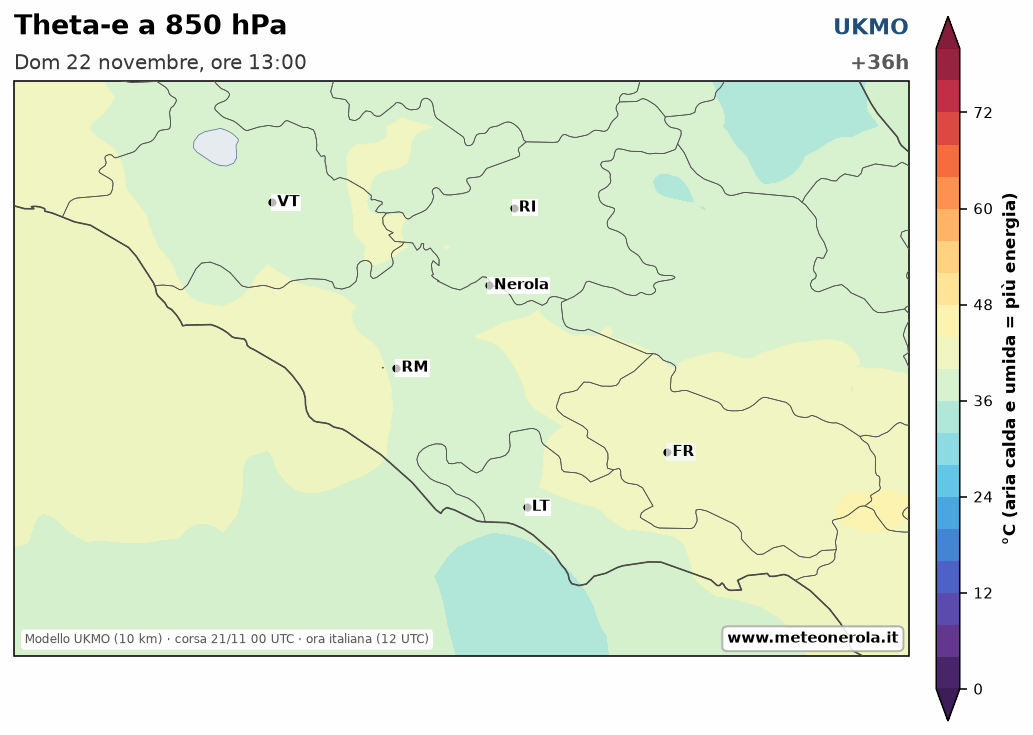 Theta-e a 850 hPa
UKMO
Dom 22 novembre, ore 13:00
+36h
VT
RI
Nerola
RM
FR
LT
Modello UKMO (10 km) · corsa 21/11 00 UTC · ora italiana (12 UTC)
www.meteonerola.it
72
60
48
36
24
12
0
°C (aria calda e umida = più energia)